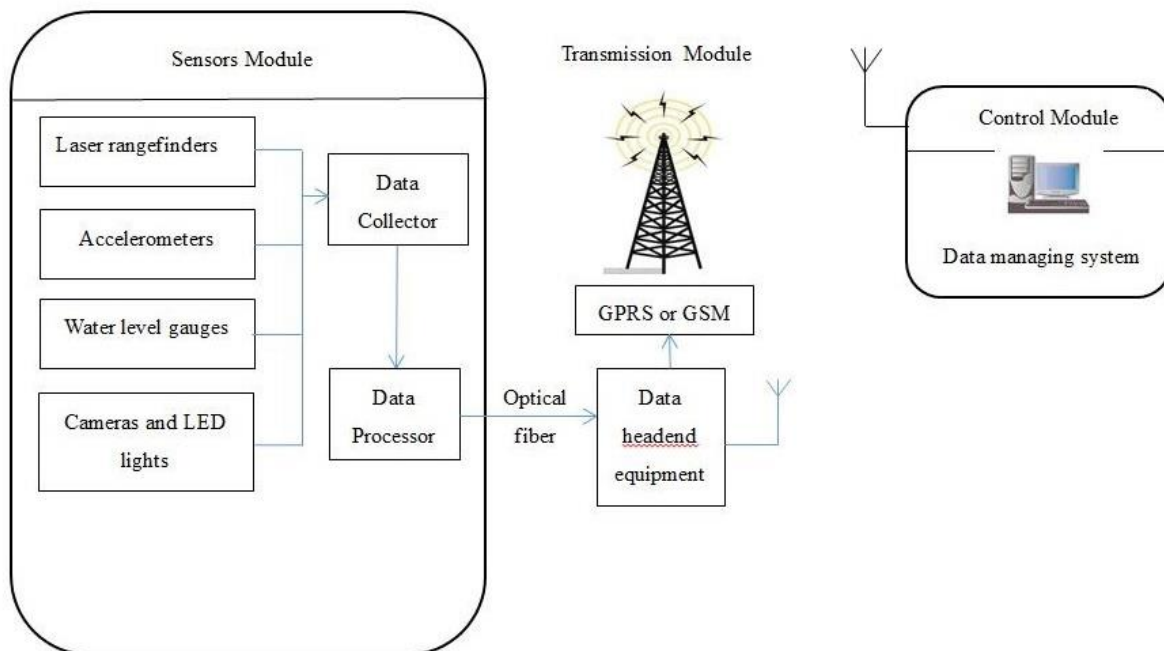 Sensors Module
Laser rangefinders
Accelerometers
Water level gauges
Cameras and LED
lights
Data
Collector
Data
Processor
Optical
fiber
Transmission Module
GPRS or GSM
Data
headend
equipment
Control Module
Data managing system